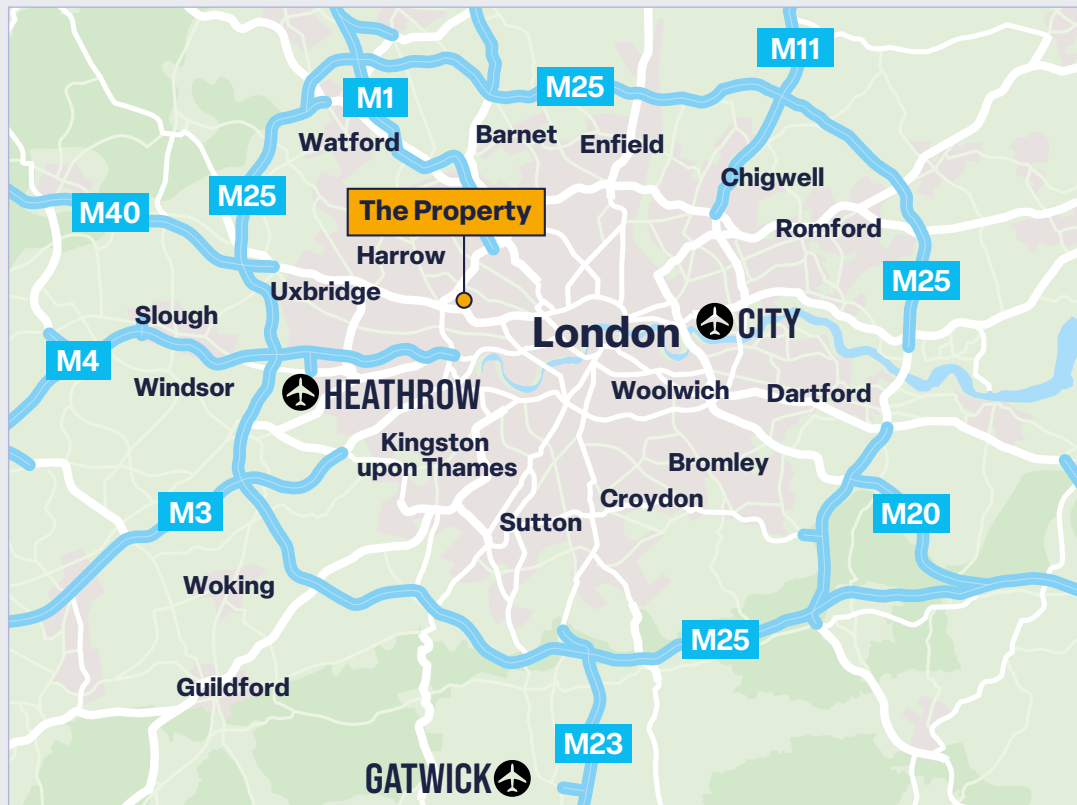 M11
M25
M1
Barnet
Enfield
Watford
Chigwell
M25
M40
The Property
Romford
Harrow
Uxbridge
M25
Slough
London
CITY
M4
Windsor
HEATHROW
Woolwich
Dartford
Kingston
upon Thames
Bromley
Croydon
M3
M20
Sutton
Woking
M25
Guildford
M23
GATWICK